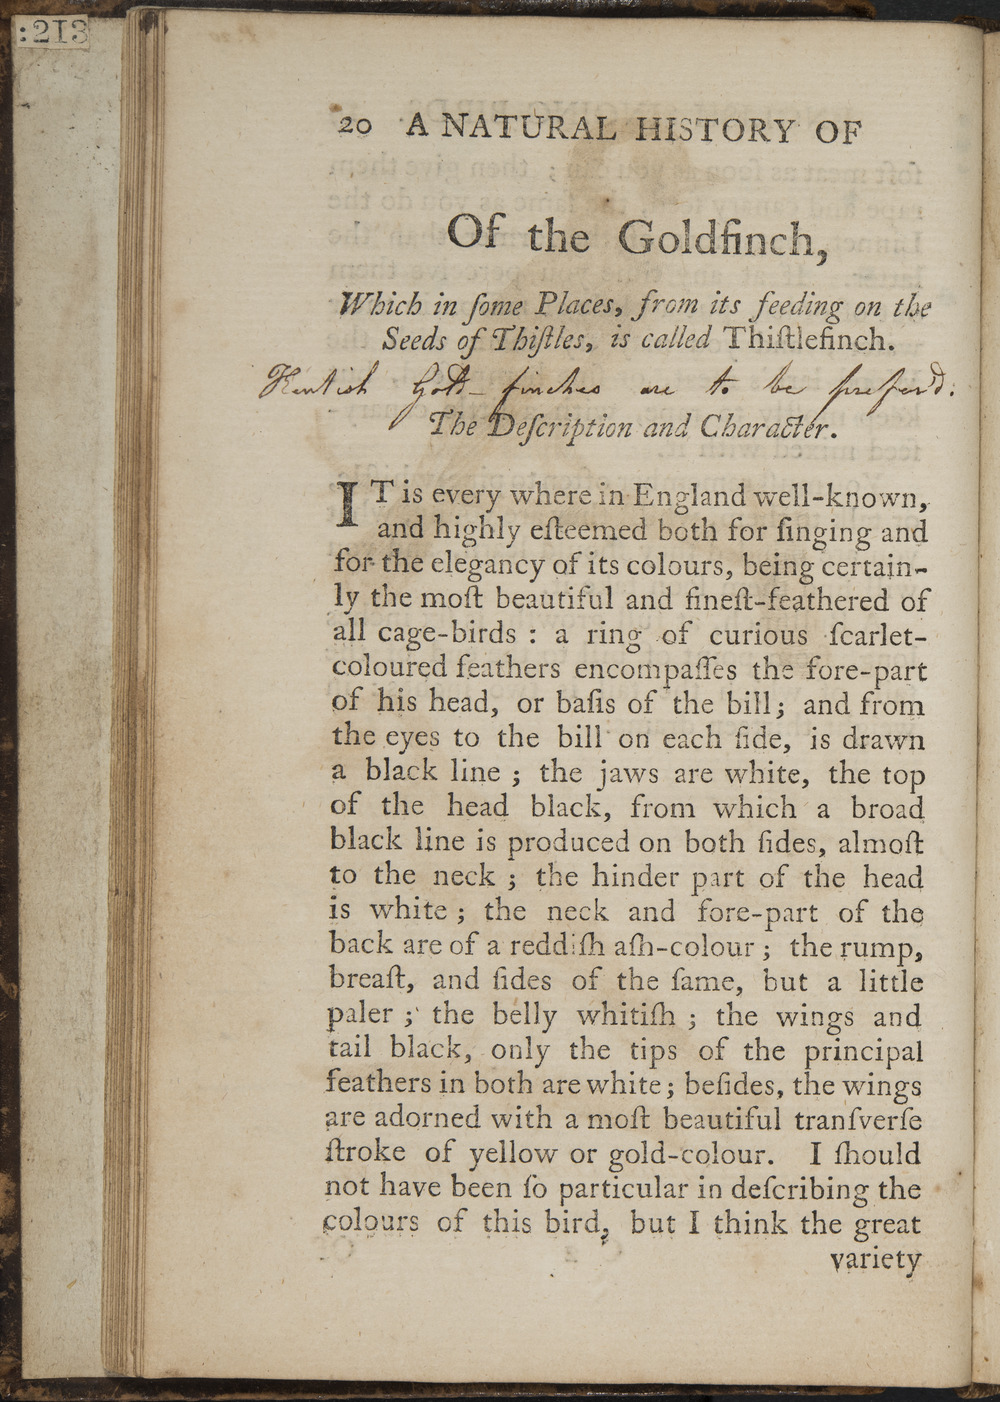 :213
20 A NATURAL HISTORY OF
Of the Goldfinch,
Which in ſome Places, from its feeding on the
Seeds of Thiſtles, is called Thiſtlefinch.
Kentish Gold-finches are to be prefer'd:
The Deſcription and Character.
IT is every where in England well-known,
and highly eſteemed both for ſinging and
for the elegancy of its colours, being certain-
ly the moſt beautiful and fineſt-feathered of
all cage-birds : a ring of curious ſcarlet-
coloured feathers encompaſſes the fore-part
of his head, or baſis of the bill; and from
the eyes to the bill on each ſide, is drawn
a black line ; the jaws are white, the top
of the head black, from which a broad
black line is produced on both ſides, almoſt
to the neck ; the hinder part of the head
is white ; the neck and fore-part of the
back are of a reddiſh aſh-colour ; the rump,
breaſt, and ſides of the ſame, but a little
paler ; the belly whitiſh ; the wings and
tail black, only the tips of the principal
feathers in both are white; beſides, the wings
are adorned with a moſt beautiful tranſverſe
ſtroke of yellow or gold-colour. I ſhould
not have been ſo particular in deſcribing the
colours of this bird, but I think the great
variety